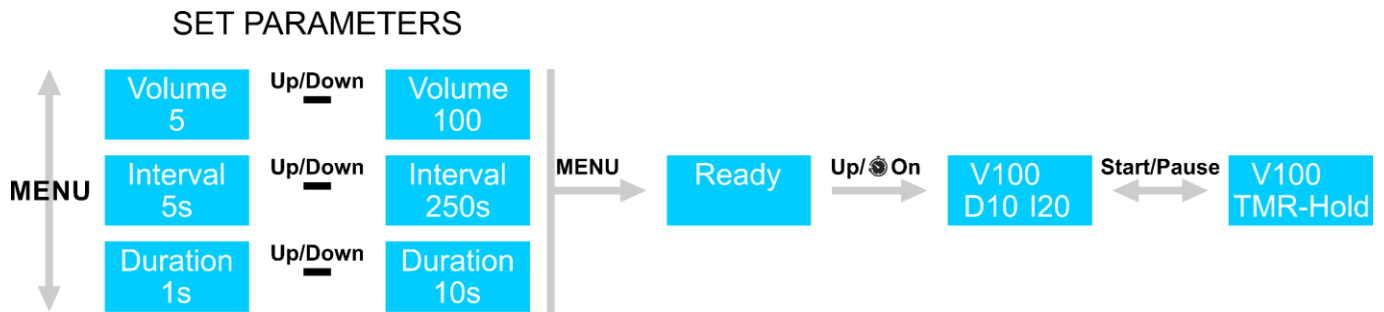 SET PARAMETERS
MENU
Volume
5
Up/Down
Volume
100
Interval
5s
Up/Down
Interval
250s
Duration
1s
Up/Down
Duration
10s
MENU
Ready
Up/ On
V100
D10 I20
Start/Pause
V100
TMR-Hold